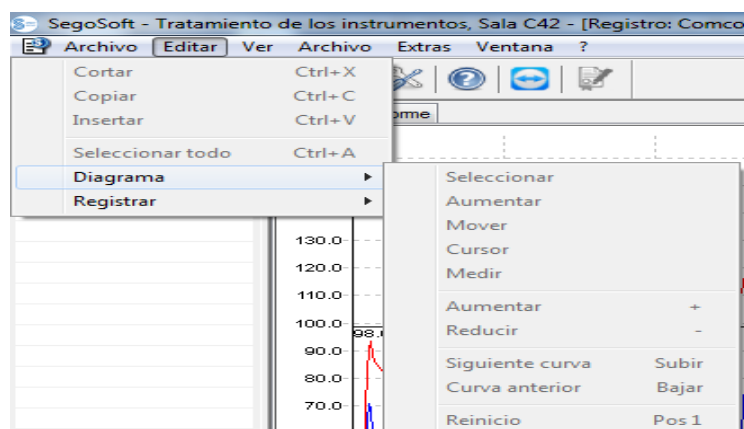 SegoSoft - Tratamiento de los instrumentos, Sala C42 - [Registro: Comco
Archivo Editar Ver Archivo Extras Ventana ?
Cortar Ctrl+X
Copiar Ctrl+C
Insertar Ctrl+V
orme
Seleccionar todo Ctrl+A
Diagrama
Registrar
Seleccionar
Aumentar
Mover
Cursor
Medir
Aumentar +
Reducir -
Siguiente curva Subir
Curva anterior Bajar
Reinicio Pos 1
130.0
120.0
110.0
100.0
98.
90.0
80.0
70.0